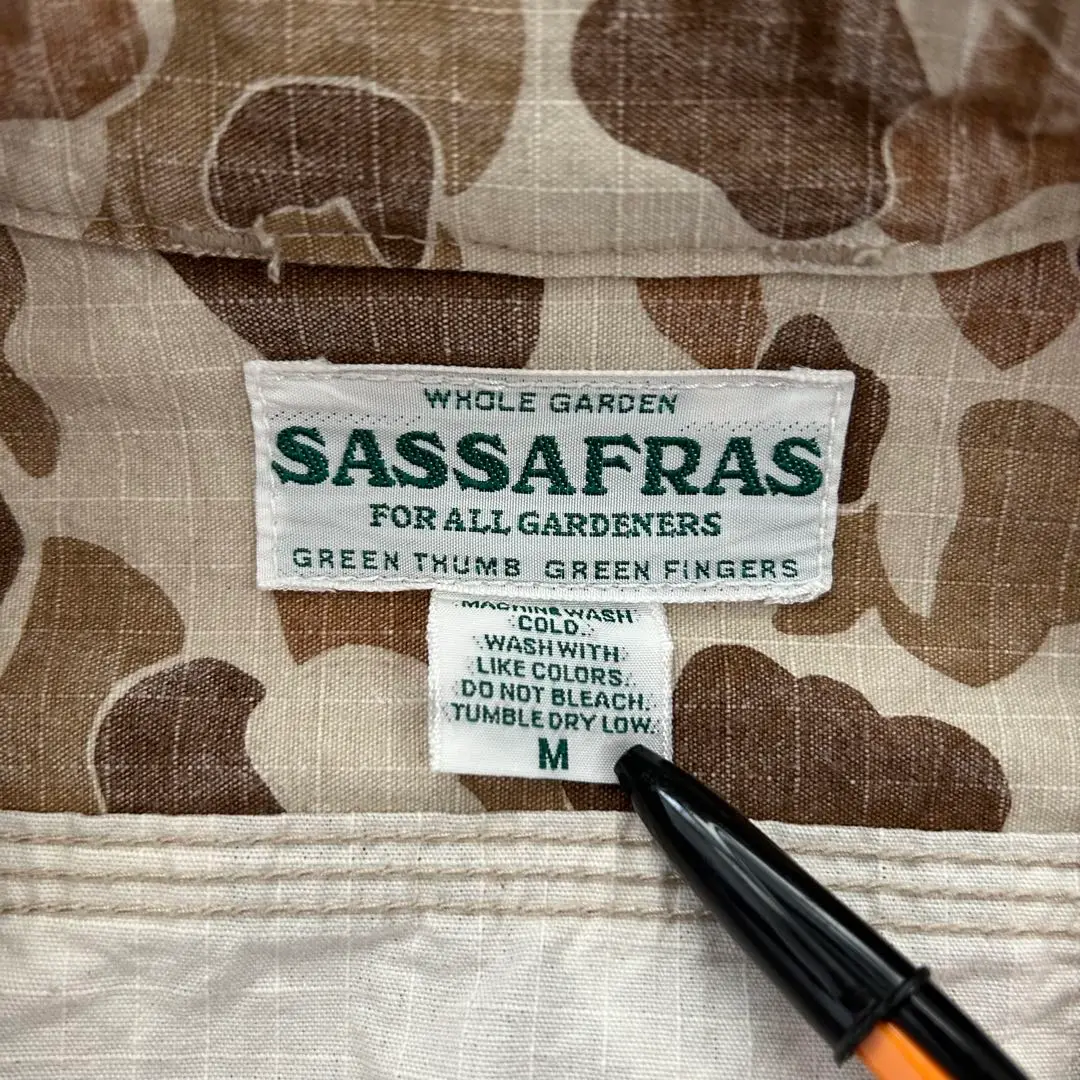 WHOLE GARDEN
SASSAFRAS
FOR ALL GARDENERS
GREEN THUMB GREEN FINGERS
MACHINE WASH
COLD.
WASH WITH
LIKE COLORS.
DO NOT BLEACH.
TUMBLE DRY LOW.
M